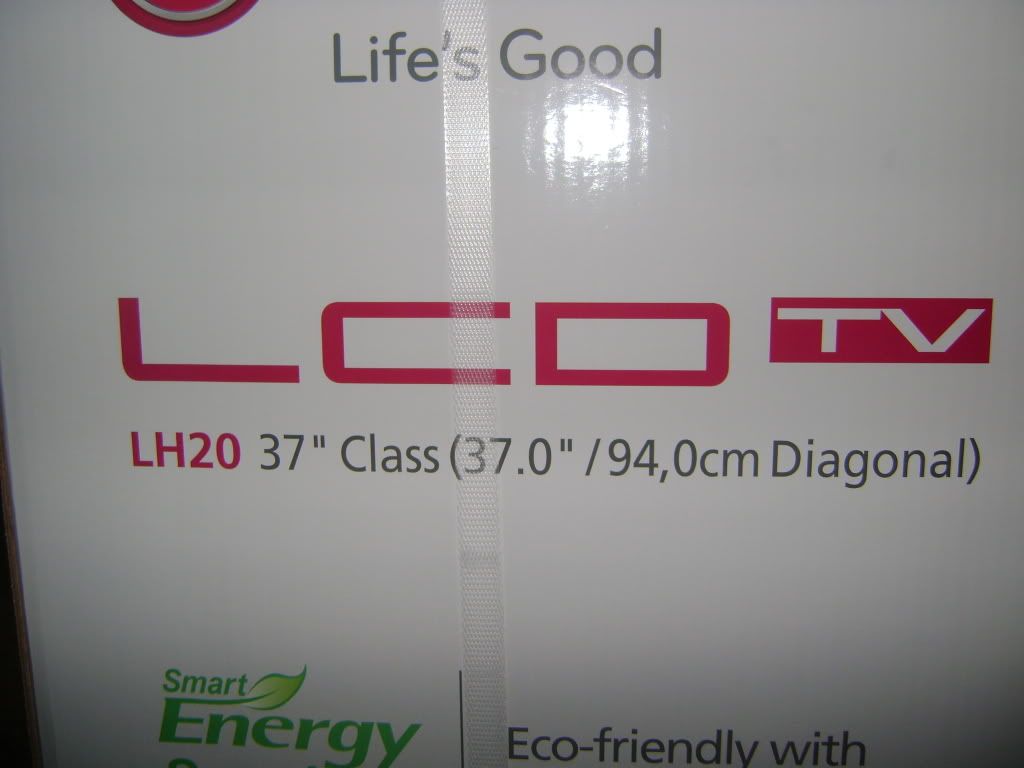 Life's Good
LCD TV
LH20 37" Class (37.0" / 94,0cm Diagonal)
Smart
Energy
Eco-friendly with